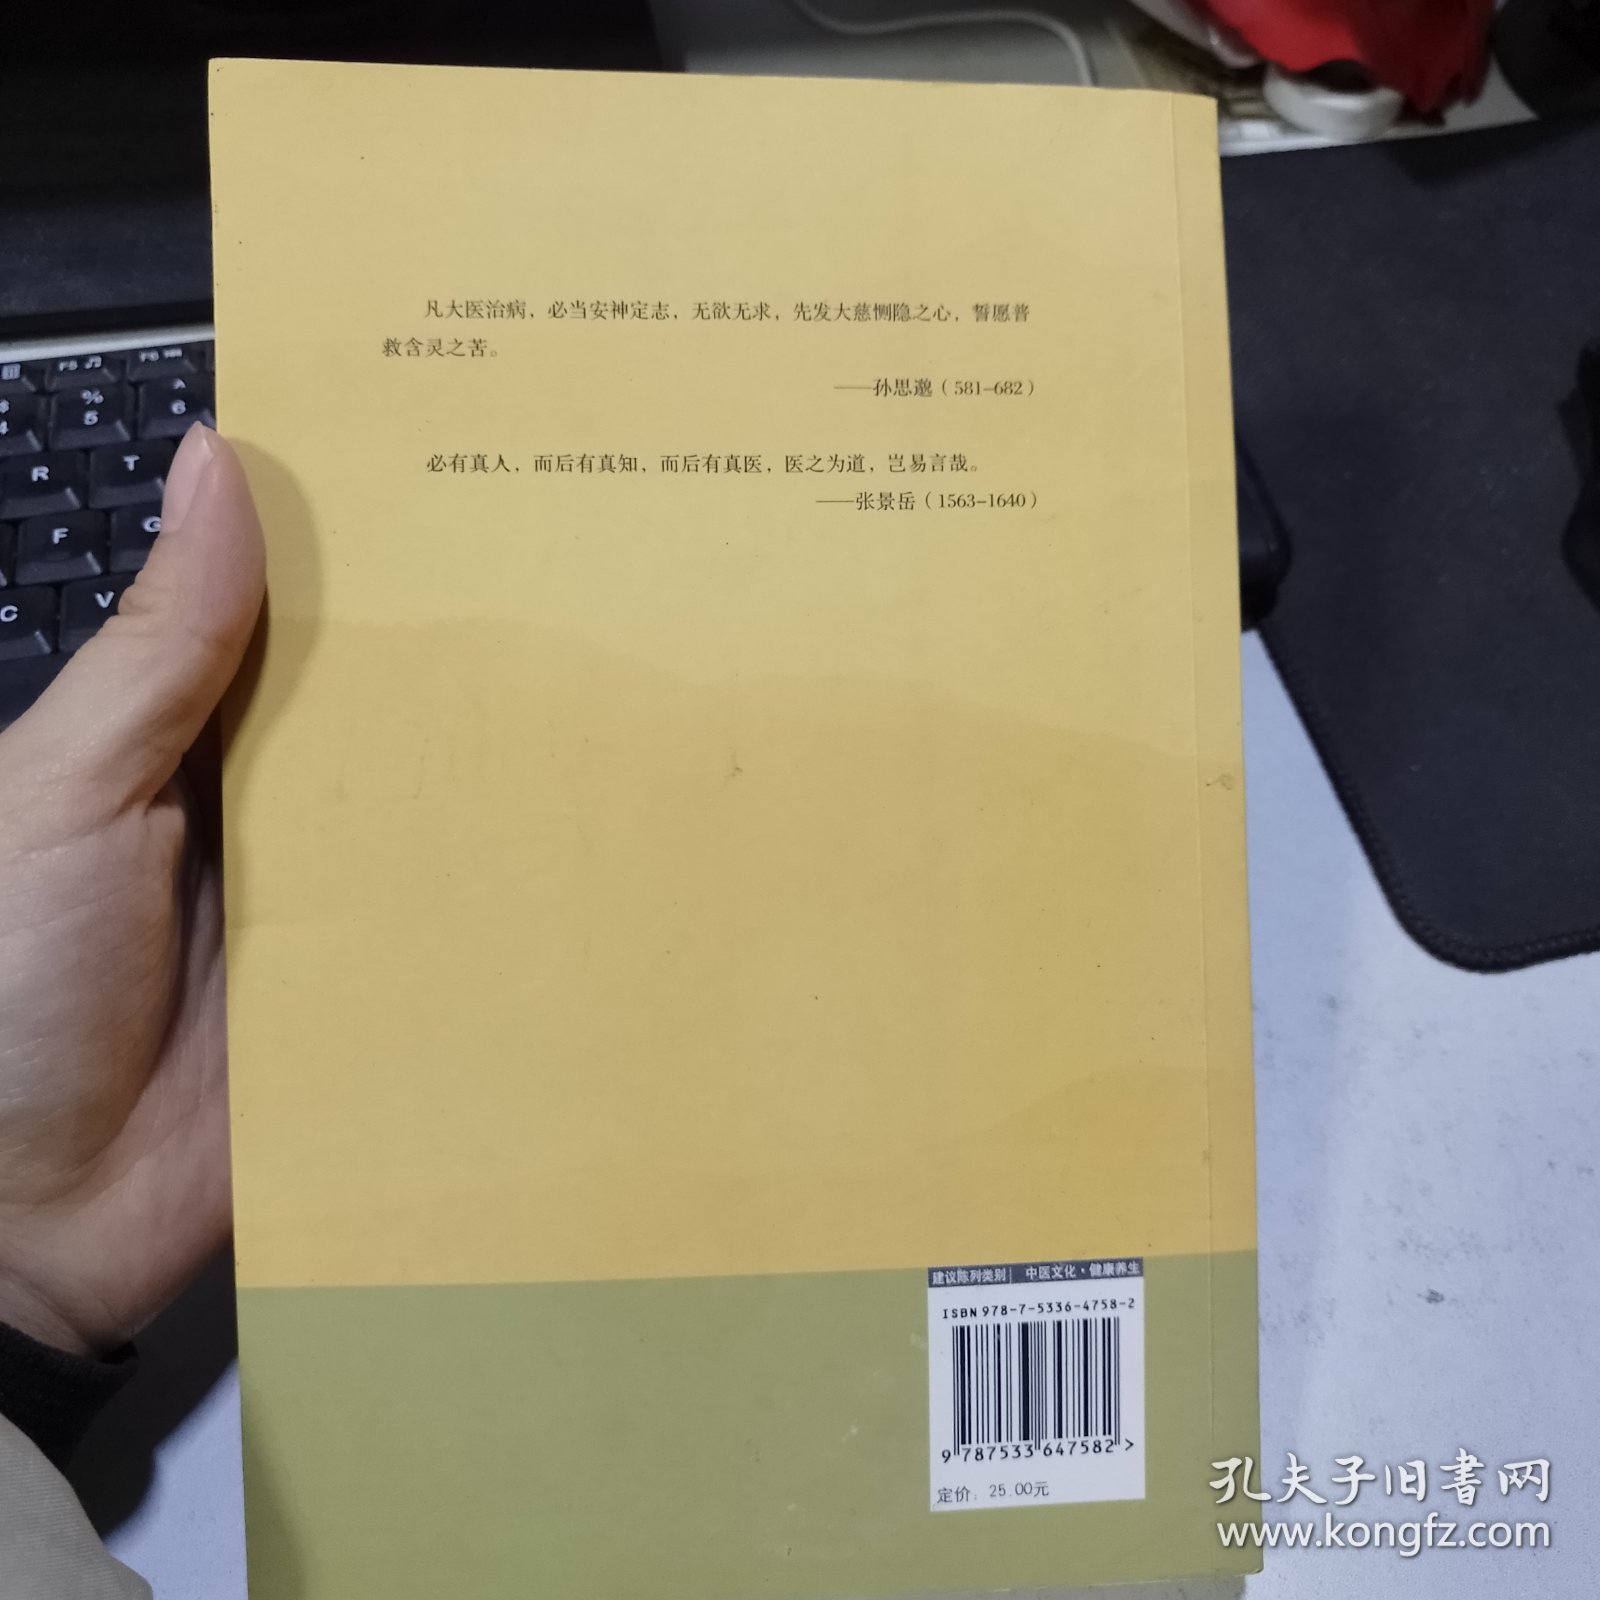 凡大医治病，必当安神定志，无欲无求，先发大慈恻隐之心，誓愿普
救含灵之苦。
——孙思邈（581-682）
必有真人，而后有真知，而后有真医，医之为道，岂易言哉。
——张景岳（1563-1640）
建议陈列类别 | 中医文化·健康养生
ISBN 978-7-5336-4758-2
9 787533 647582 >
定价：25.00元
孔夫子旧书网
www.kongfz.com
F5
F6
%
5
^
6
$
4
R
T
F
G
C
V